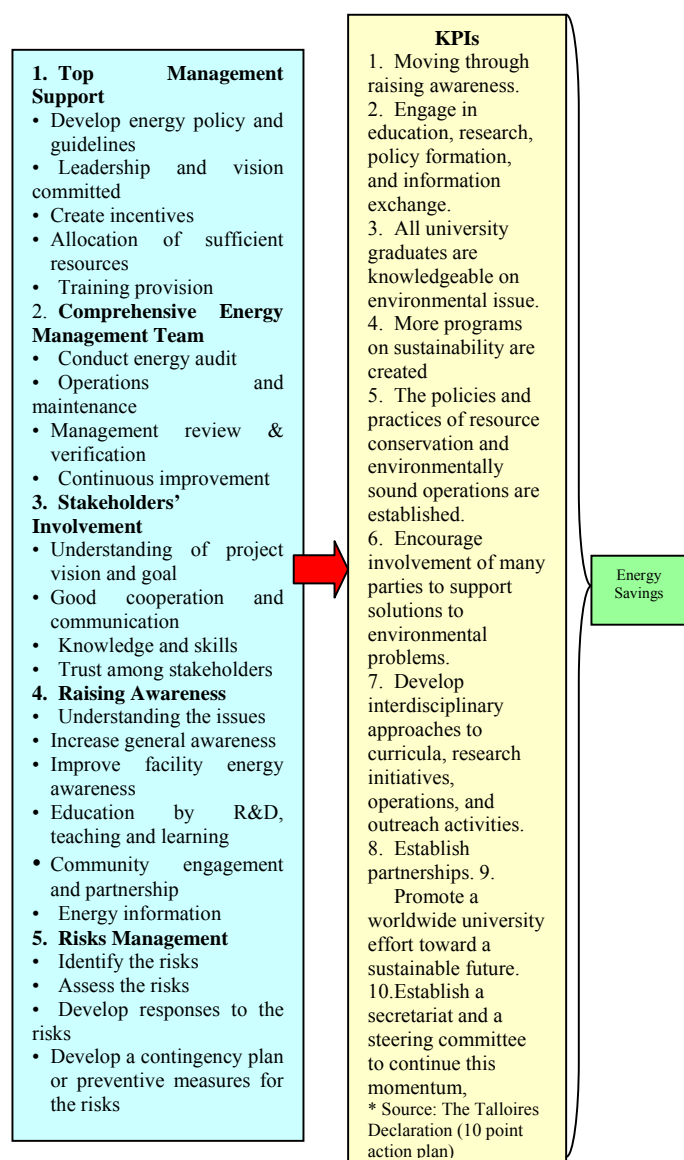 1. Top Management
Support
• Develop energy policy and
guidelines
• Leadership and vision
committed
• Create incentives
• Allocation of sufficient
resources
• Training provision
2. Comprehensive Energy
Management Team
• Conduct energy audit
• Operations and
maintenance
• Management review &
verification
• Continuous improvement
3. Stakeholders’
Involvement
• Understanding of project
vision and goal
• Good cooperation and
communication
• Knowledge and skills
• Trust among stakeholders
4. Raising Awareness
• Understanding the issues
• Increase general awareness
• Improve facility energy
awareness
• Education by R&D,
teaching and learning
• Community engagement
and partnership
• Energy information
5. Risks Management
• Identify the risks
• Assess the risks
• Develop responses to the
risks
• Develop a contingency plan
or preventive measures for
the risks
KPIs
1. Moving through
raising awareness.
2. Engage in
education, research,
policy formation,
and information
exchange.
3. All university
graduates are
knowledgeable on
environmental issue.
4. More programs
on sustainability are
created
5. The policies and
practices of resource
conservation and
environmentally
sound operations are
established.
6. Encourage
involvement of many
parties to support
solutions to
environmental
problems.
7. Develop
interdisciplinary
approaches to
curricula, research
initiatives,
operations, and
outreach activities.
8. Establish
partnerships. 9.
Promote a
worldwide university
effort toward a
sustainable future.
10.Establish a
secretariat and a
steering committee
to continue this
momentum,
* Source: The Talloires
Declaration (10 point
action plan)
Energy
Savings